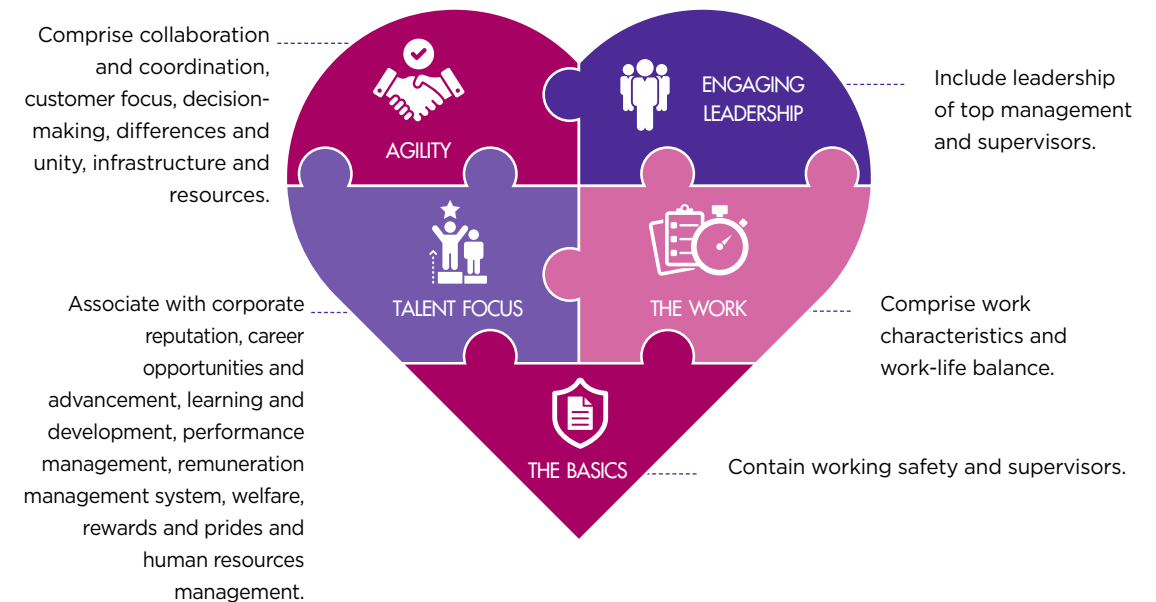 Comprise collaboration
and coordination,
customer focus, decision-
making, differences and
unity, infrastructure and
resources.
AGILITY
ENGAGING
LEADERSHIP
Include leadership
of top management
and supervisors.
Associate with corporate
reputation, career
opportunities and
advancement, learning and
development, performance
management, remuneration
management system, welfare,
rewards and prides and
human resources
management.
TALENT FOCUS
THE WORK
Comprise work
characteristics and
work-life balance.
THE BASICS
Contain working safety and supervisors.